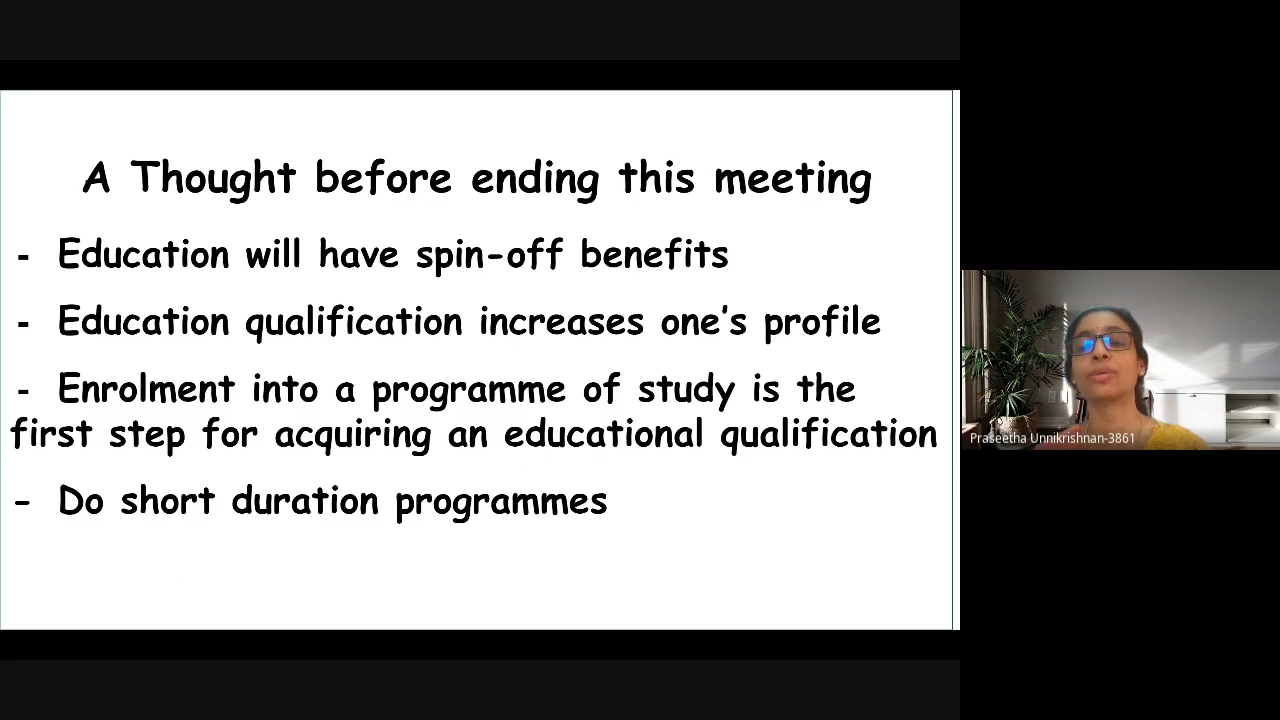 A Thought before ending this meeting
- Education will have spin-off benefits
- Education qualification increases one's profile
- Enrolment into a programme of study is the
first step for acquiring an educational qualification
- Do short duration programmes
Praseetha Unnikrishnan-3861